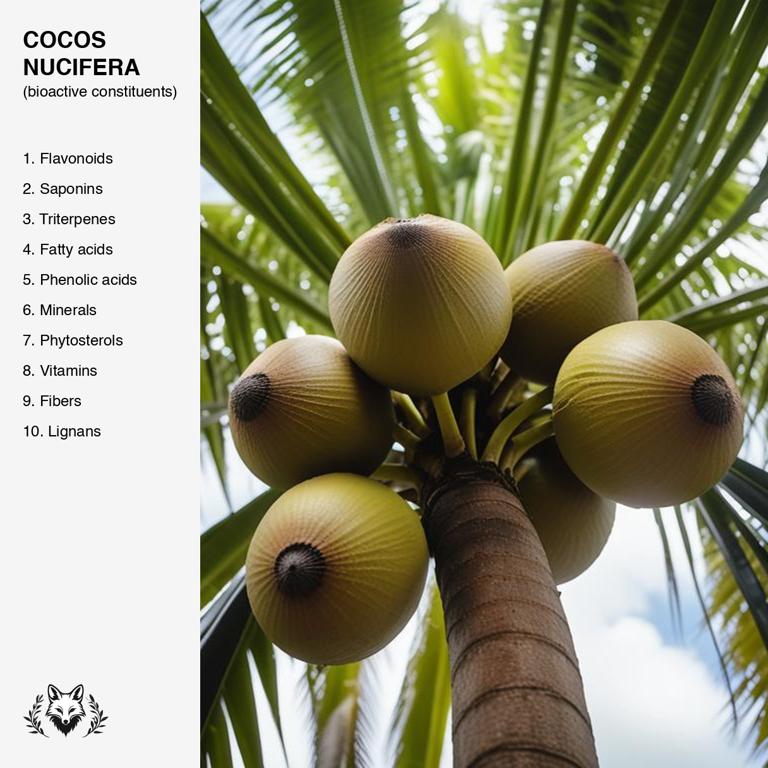 COCOS
NUCIFERA
(bioactive constituents)
1. Flavonoids
2. Saponins
3. Triterpenes
4. Fatty acids
5. Phenolic acids
6. Minerals
7. Phytosterols
8. Vitamins
9. Fibers
10. Lignans